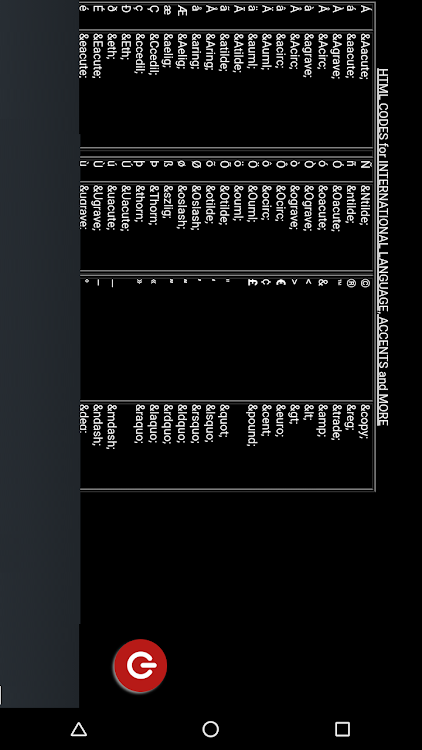 HTML CODES for INTERNATIONAL LANGUAGE, ACCENTS and MORE
Á &Aacute; Ñ &Ntilde; © &copy;
á &aacute; ñ &ntilde; ® &reg;
À &Agrave; Ó &Oacute; ™ &trade;
Â &Acirc; ó &oacute; & &amp;
à &agrave; Ò &Ograve; < &lt;
Â &Acirc; ò &ograve; > &gt;
â &acirc; Ô &Ocirc; € &euro;
Ä &Auml; ô &ocirc; ¢ &cent;
ä &auml; Ö &Ouml; £ &pound;
Ã &Atilde; ö &ouml;
ã &atilde; Õ &Otilde; " &quot;
Å &Aring; õ &otilde; ‘ &lsquo;
å &aring; Ø &Oslash; ’ &rsquo;
Æ &Aelig; ø &oslash; “ &ldquo;
æ &aelig; ß &szlig; ” &rdquo;
Ç &Ccedil; Þ &Thorn; « &laquo;
ç &ccedil; þ &thorn; » &raquo;
Ð &Eth; Ú &Uacute;
ð &eth; ú &uacute; — &mdash;
É &Eacute; Ù &Ugrave; – &ndash;
é &eacute; ù &ugrave; ° &deg;